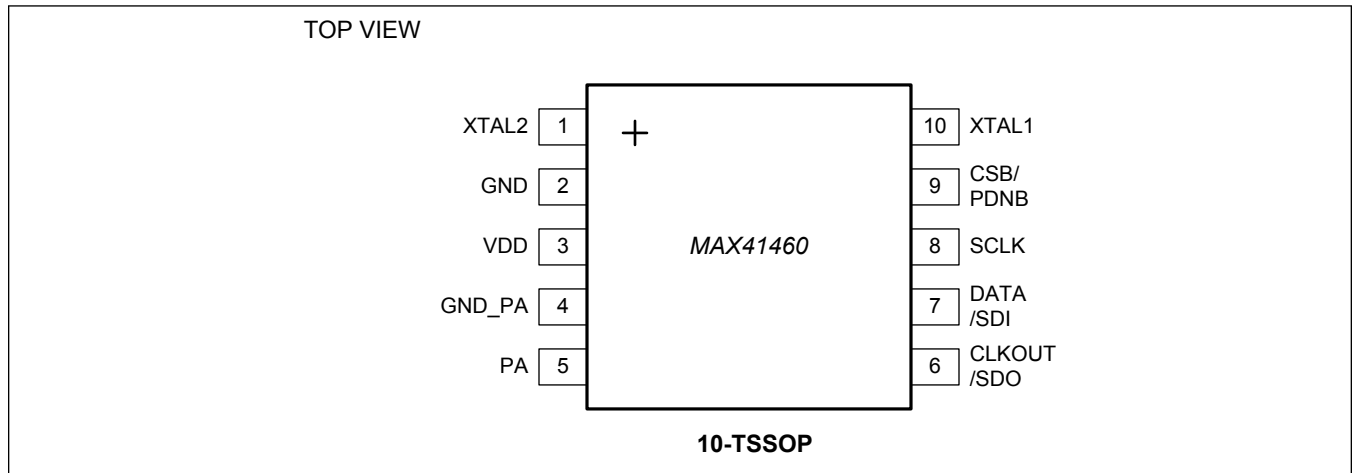 TOP VIEW
XTAL2 1
GND 2
VDD 3
GND_PA 4
PA 5
+
MAX41460
10 XTAL1
9 CSB/
PDNB
8 SCLK
7 DATA
/SDI
6 CLKOUT
/SDO
10-TSSOP